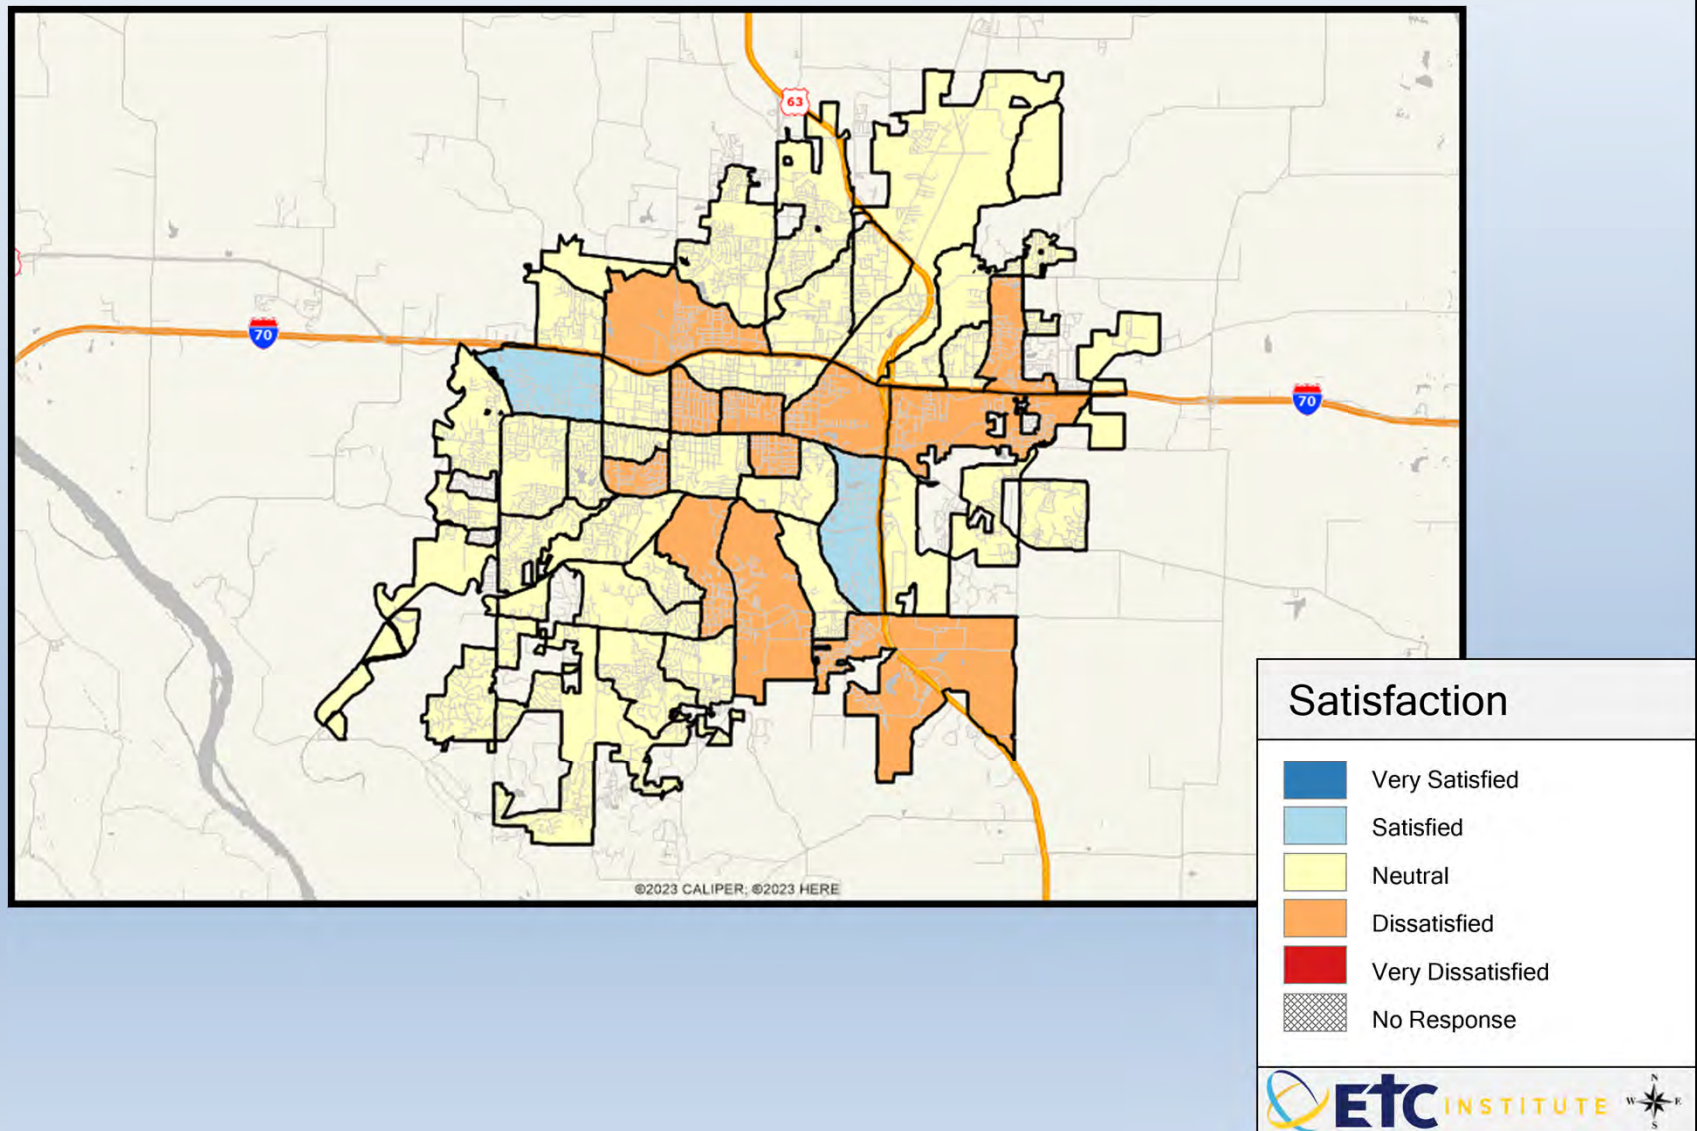 63
70
70
©2023 CALIPER; ©2023 HERE
Satisfaction
Very Satisfied
Satisfied
Neutral
Dissatisfied
Very Dissatisfied
No Response
ETC INSTITUTE
N
W E
S